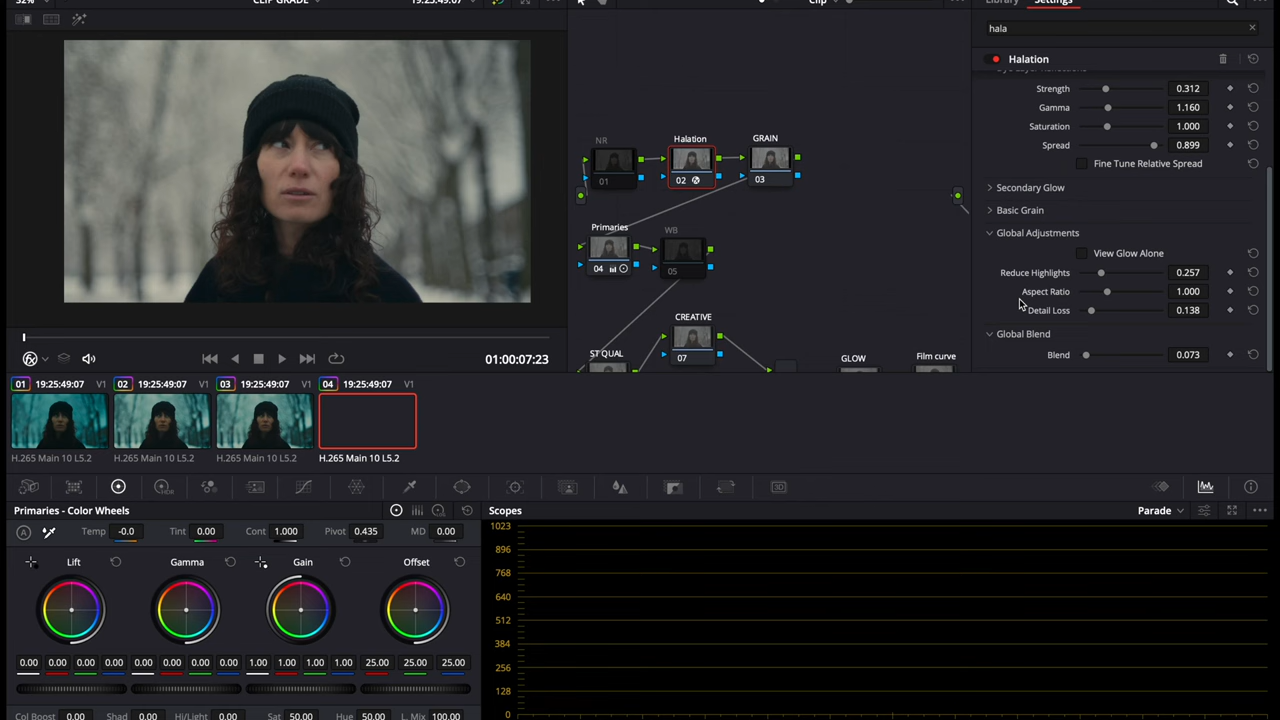 32%
CLIP GRADE
19:25:49:07
Clip
Library
Settings
hala
Halation
Dye Layer Reflections
Strength 0.312
Gamma 1.160
Saturation 1.000
Spread 0.899
Fine Tune Relative Spread
Secondary Glow
Basic Grain
Global Adjustments
View Glow Alone
Reduce Highlights 0.257
Aspect Ratio 1.000
Detail Loss 0.138
Global Blend
Blend 0.073
NR
01
Halation
02
GRAIN
03
Primaries
04
WB
05
CREATIVE
07
ST QUAL
GLOW
Film curve
01:00:07:23
01 19:25:49:07 V1
H.265 Main 10 L5.2
02 19:25:49:07 V1
H.265 Main 10 L5.2
03 19:25:49:07 V1
H.265 Main 10 L5.2
04 19:25:49:07 V1
H.265 Main 10 L5.2
HDR
3D
Primaries - Color Wheels
A
Temp -0.0
Tint 0.00
Cont 1.000
Pivot 0.435
MD 0.00
Lift
Gamma
Gain
Offset
0.00 0.00 0.00 0.00
0.00 0.00 0.00 0.00
1.00 1.00 1.00 1.00
25.00 25.00 25.00
Col Boost 0.00
Shad 0.00
Hi/Light 0.00
Sat 50.00
Hue 50.00
L. Mix 100.00
Scopes
Parade
1023
896
768
640
512
384
256
128
0